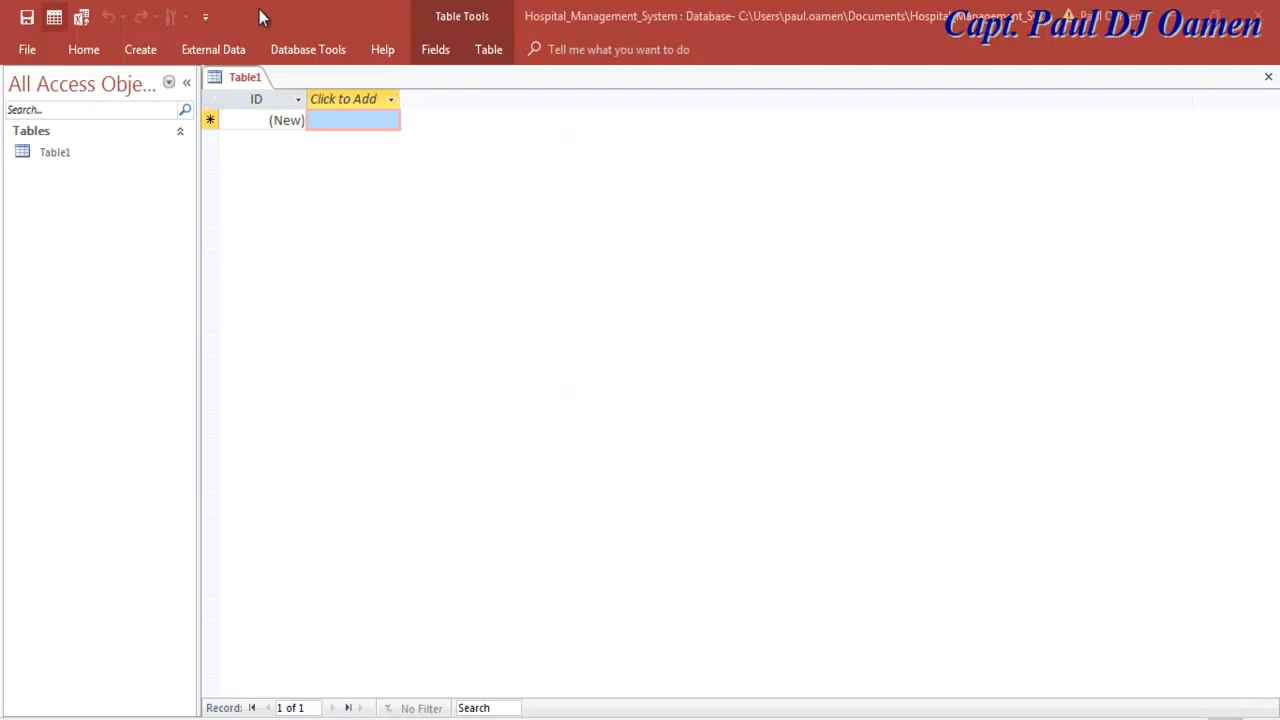 Table Tools
Hospital_Management_System : Database- C:\Users\paul.oamen\Documents\Hospital_Management_S
Capt. Paul DJ Oamen
File Home Create External Data Database Tools Help Fields Table Tell me what you want to do
All Access Obje...
Table1
Search...
ID Click to Add
(New)
Tables
Table1
Record: 1 of 1 No Filter Search